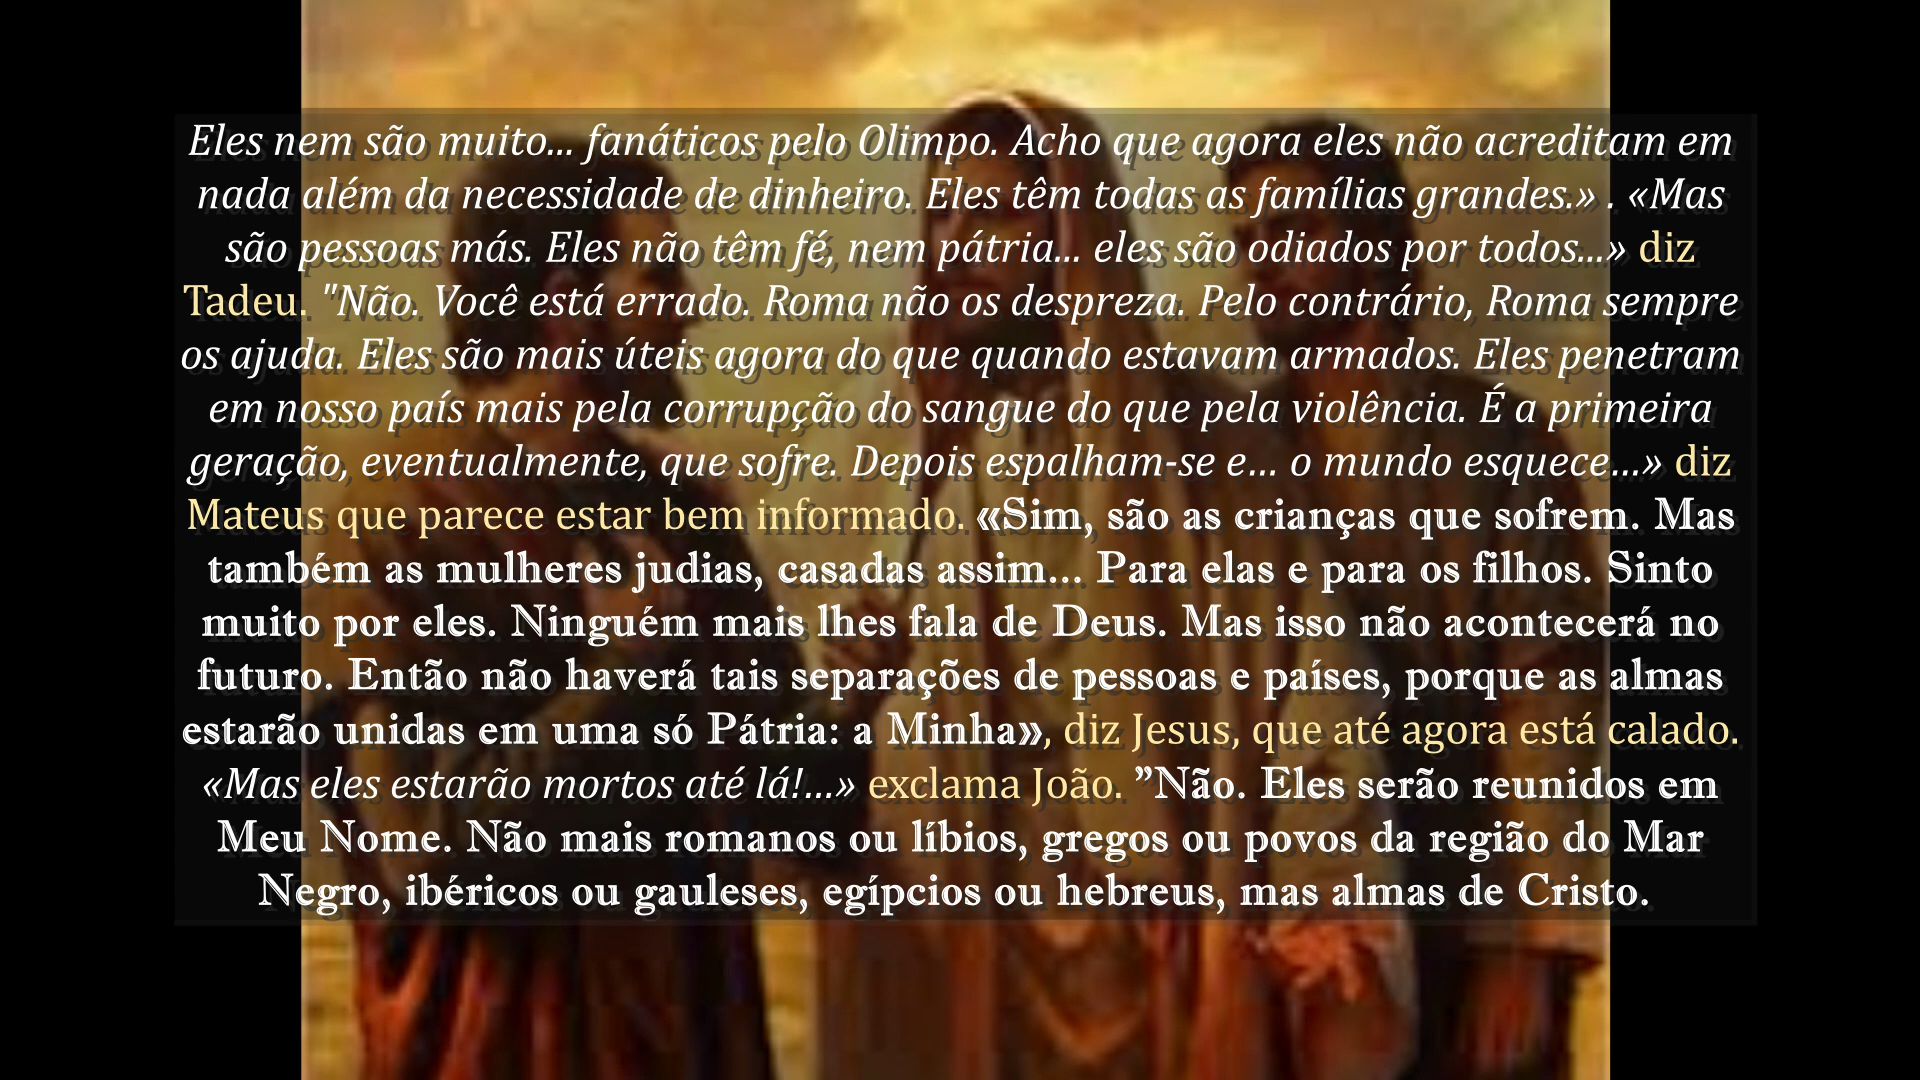 Eles nem são muito... fanáticos pelo Olimpo. Acho que agora eles não acreditam em
nada além da necessidade de dinheiro. Eles têm todas as famílias grandes.» . «Mas
são pessoas más. Eles não têm fé, nem pátria... eles são odiados por todos...» diz
Tadeu. "Não. Você está errado. Roma não os despreza. Pelo contrário, Roma sempre
os ajuda. Eles são mais úteis agora do que quando estavam armados. Eles penetram
em nosso país mais pela corrupção do sangue do que pela violência. É a primeira
geração, eventualmente, que sofre. Depois espalham-se e... o mundo esquece...» diz
Mateus que parece estar bem informado. «Sim, são as crianças que sofrem. Mas
também as mulheres judias, casadas assim... Para elas e para os filhos. Sinto
muito por eles. Ninguém mais lhes fala de Deus. Mas isso não acontecerá no
futuro. Então não haverá tais separações de pessoas e países, porque as almas
estarão unidas em uma só Pátria: a Minha», diz Jesus, que até agora está calado.
«Mas eles estarão mortos até lá!...» exclama João. ”Não. Eles serão reunidos em
Meu Nome. Não mais romanos ou líbios, gregos ou povos da região do Mar
Negro, ibéricos ou gauleses, egípcios ou hebreus, mas almas de Cristo.